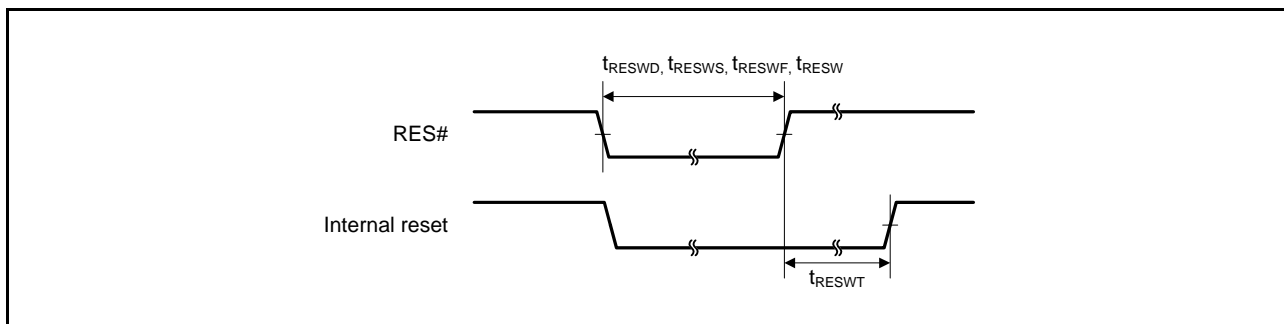 tRESWD, tRESWS, tRESWF, tRESW
RES#
Internal reset
tRESWT